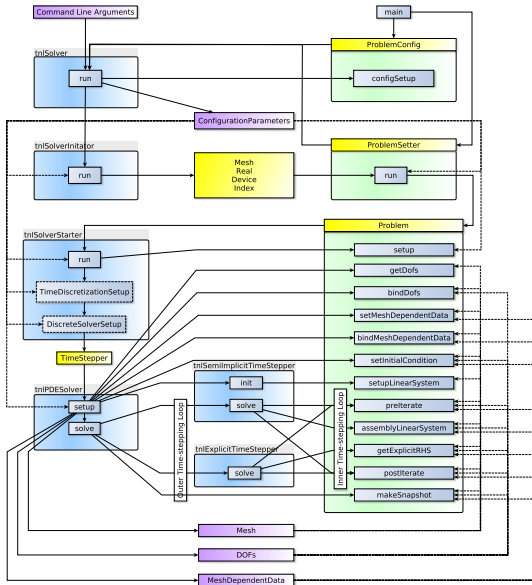 Command Line Arguments
main
ProblemConfig
tnlSolver
run
configSetup
ConfigurationParameters
ProblemSetter
tnlSolverInitiator
run
Mesh
Real
Device
Index
run
Problem
tnlSolverStarter
run
setup
getDofs
TimeDiscretizationSetup
bindDofs
setMeshDependentData
DiscreteSolverSetup
bindMeshDependentData
TimeStepper
tnlSemiImplicitTimeStepper
setInitialCondition
tnlPDESolver
init
setupLinearSystem
setup
solve
preIterate
solve
assemblyLinearSystem
Outer Time-stepping Loop
Inner Time-stepping Loop
tnlExplicitTimeStepper
getExplicitRHS
solve
postIterate
makeSnapshot
Mesh
DOFs
MeshDependentData